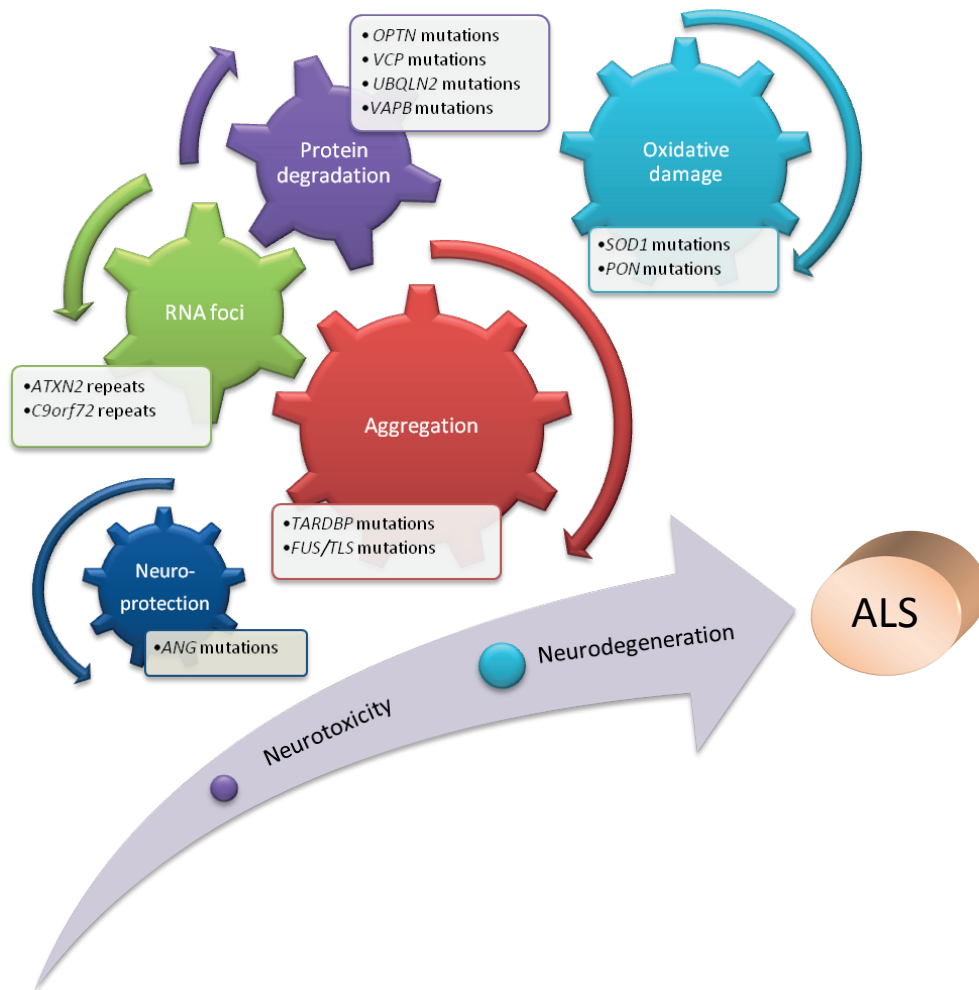 •OPTN mutations
•VCP mutations
•UBQLN2 mutations
•VAPB mutations
Protein
degradation
Oxidative
damage
•SOD1 mutations
•PON mutations
RNA foci
•ATXN2 repeats
•C9orf72 repeats
Aggregation
•TARDBP mutations
•FUS/TLS mutations
Neuro-
protection
•ANG mutations
Neurotoxicity
Neurodegeneration
ALS